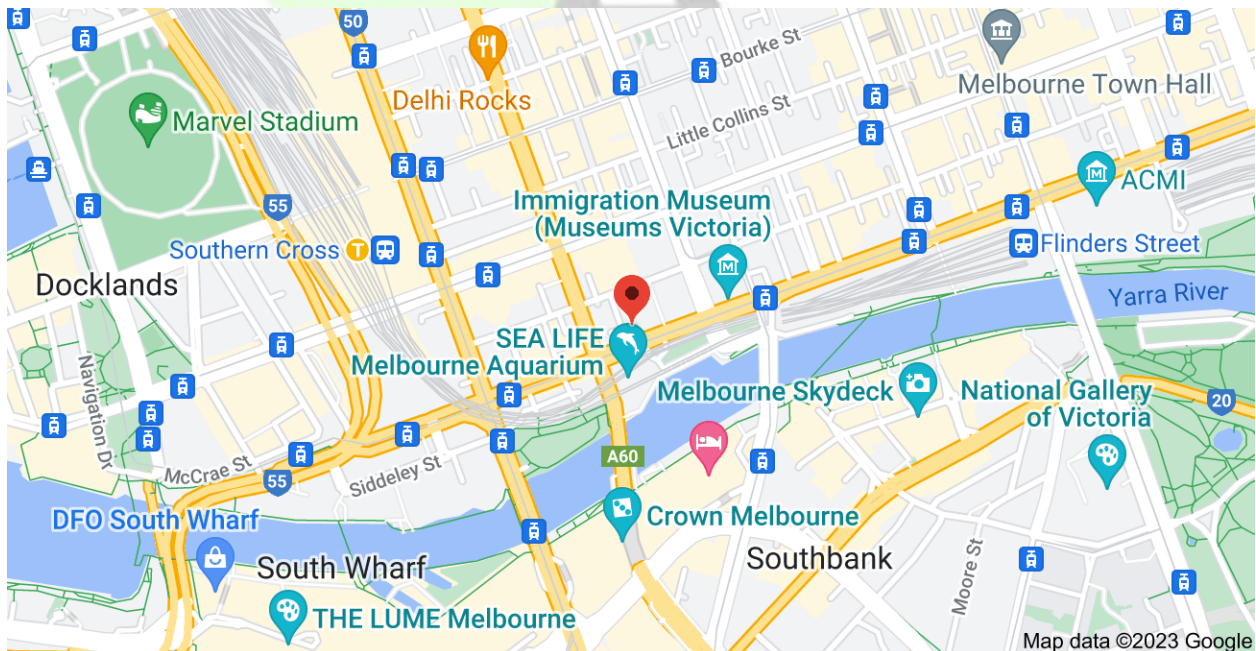 50
Bourke St
Melbourne Town Hall
Delhi Rocks
Marvel Stadium
Little Collins St
ACMI
Immigration Museum
(Museums Victoria)
55
Southern Cross
T
Flinders Street
Docklands
Yarra River
SEA LIFE
Melbourne Aquarium
Navigation Dr
Melbourne Skydeck
National Gallery
of Victoria
20
A60
McCrae St
55
Siddeley St
DFO South Wharf
Crown Melbourne
South Wharf
Southbank
Moore St
THE LUME Melbourne
Map data ©2023 Google